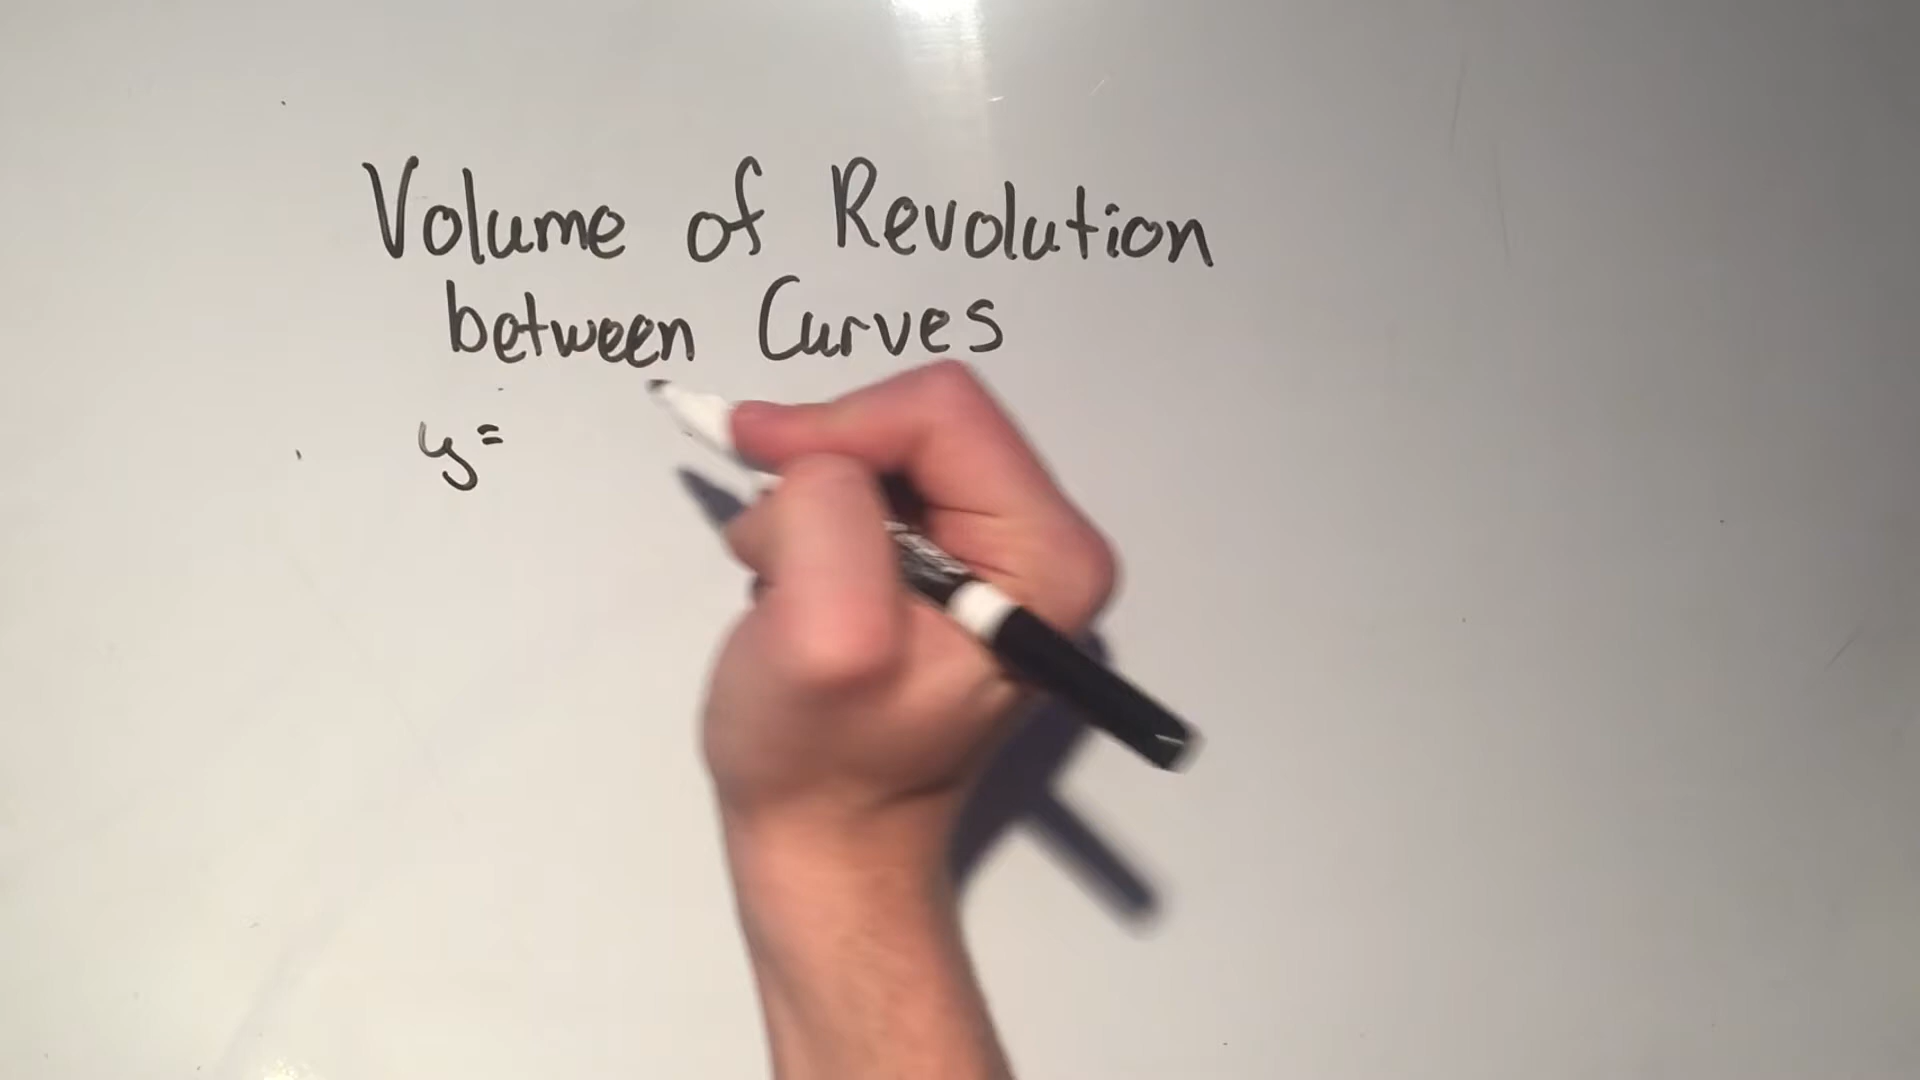 Volume of Revolution
between Curves
y =